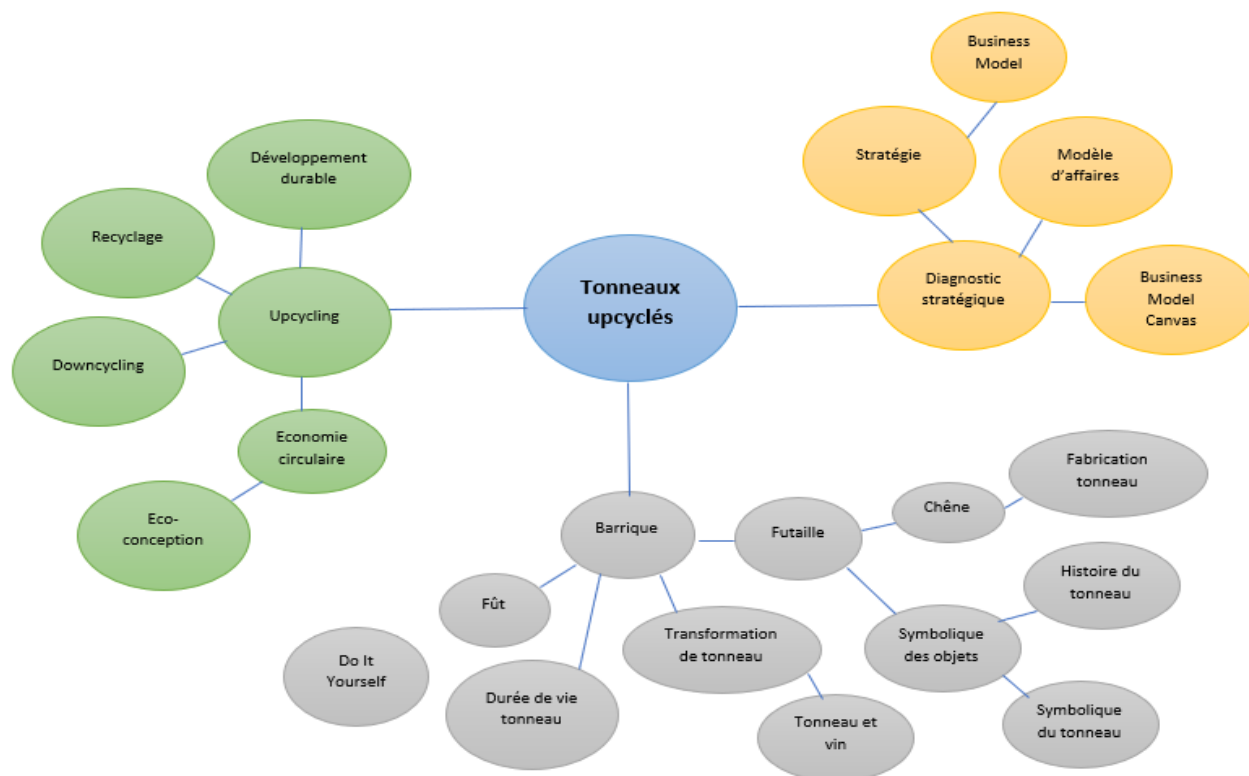 Business
Model
Stratégie
Modèle
d'affaires
Diagnostic
stratégique
Business
Model
Canvas
Développement
durable
Recyclage
Upcycling
Downcycling
Economie
circulaire
Eco-
conception
Tonneaux
upcyclés
Barrique
Futaille
Chêne
Fabrication
tonneau
Histoire du
tonneau
Fût
Transformation
de tonneau
Symbolique
des objets
Do It
Yourself
Durée de vie
tonneau
Tonneau et
vin
Symbolique
du tonneau